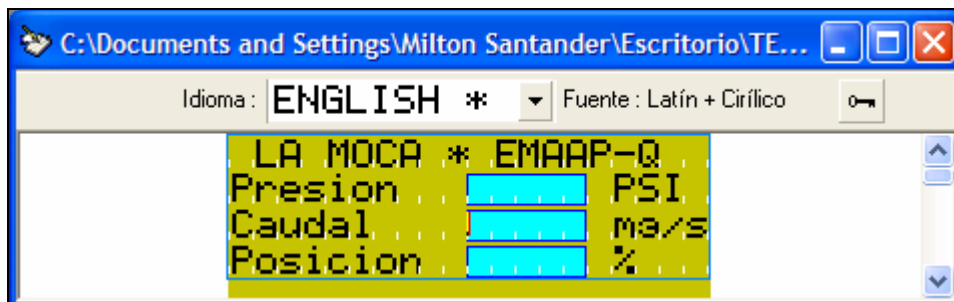 C:\Documents and Settings\Milton Santander\Escritorio\TE...
Idioma : ENGLISH * Fuente : Latín + Cirílico
LA MOCA * EMAAP-Q
Presion PSI
Caudal mэ/s
Posicion %